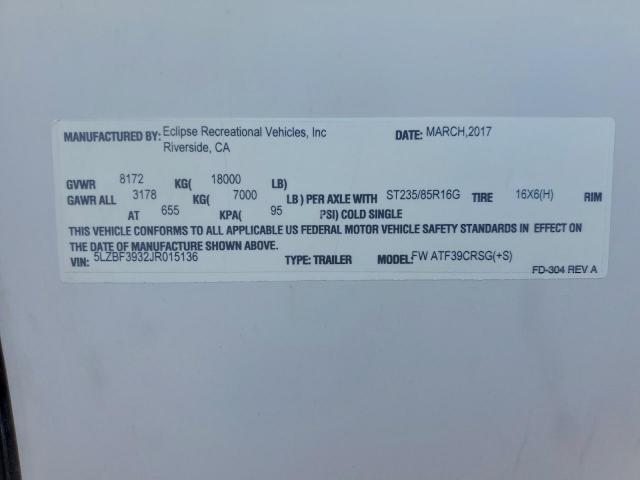 MANUFACTURED BY: Eclipse Recreational Vehicles, Inc DATE: MARCH,2017
Riverside, CA
GVWR 8172 KG( 18000 LB)
GAWR ALL 3178 KG( 7000 LB ) PER AXLE WITH ST235/85R16G TIRE 16X6(H) RIM
AT 655 KPA( 95 PSI) COLD SINGLE
THIS VEHICLE CONFORMS TO ALL APPLICABLE US FEDERAL MOTOR VEHICLE SAFETY STANDARDS IN EFFECT ON
THE DATE OF MANUFACTURE SHOWN ABOVE.
VIN: 5LZBF3932JR015136 TYPE: TRAILER MODEL: FW ATF39CRSG(+S)
FD-304 REV A